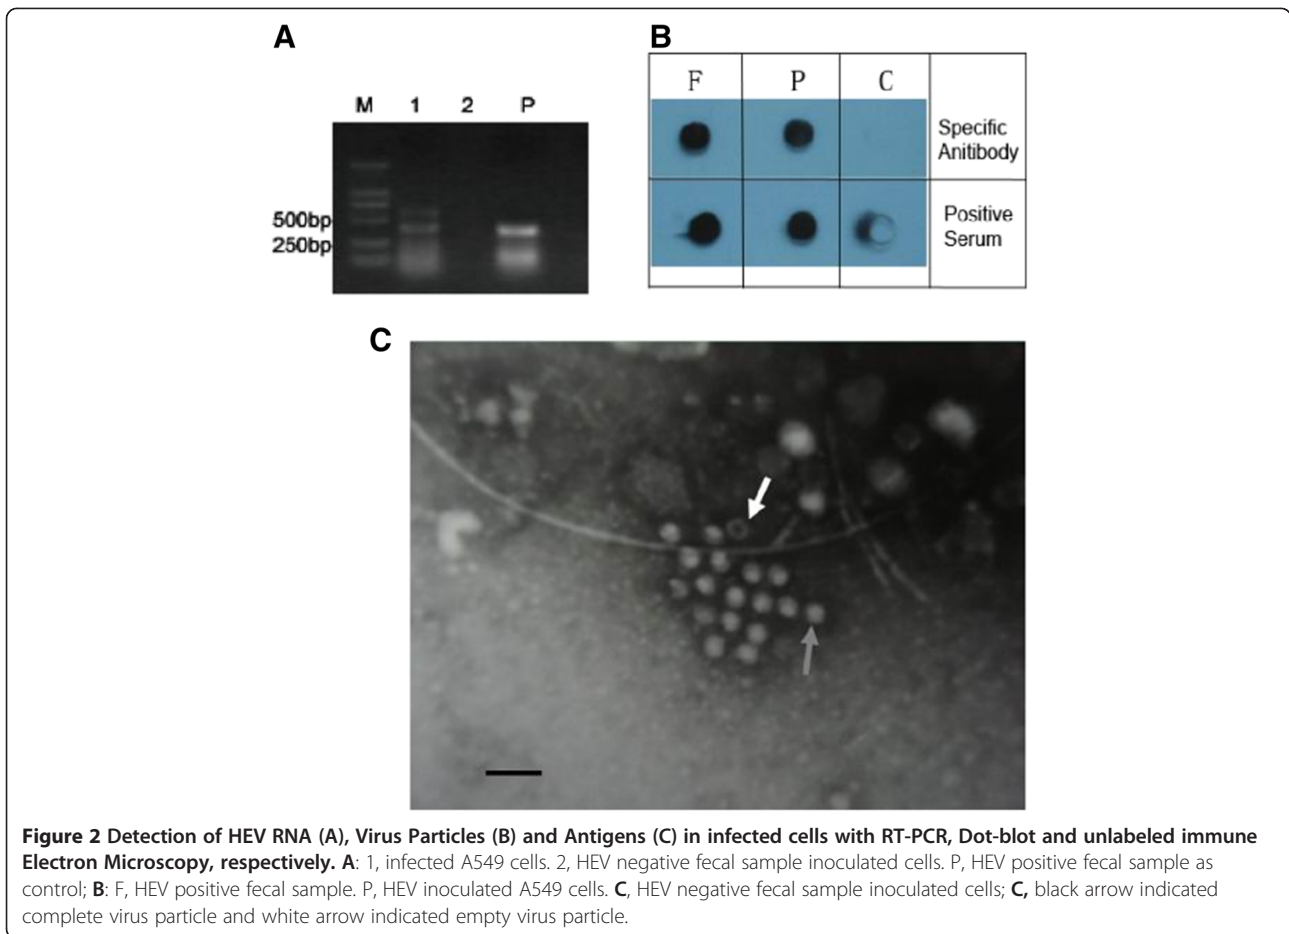 A
B
M 1 2 P
500bp
250bp
F P C
Specific
Anitibody
Positive
Serum
C
Figure 2 Detection of HEV RNA (A), Virus Particles (B) and Antigens (C) in infected cells with RT-PCR, Dot-blot and unlabeled immune
Electron Microscopy, respectively. A: 1, infected A549 cells. 2, HEV negative fecal sample inoculated cells. P, HEV positive fecal sample as
control; B: F, HEV positive fecal sample. P, HEV inoculated A549 cells. C, HEV negative fecal sample inoculated cells; C, black arrow indicated
complete virus particle and white arrow indicated empty virus particle.